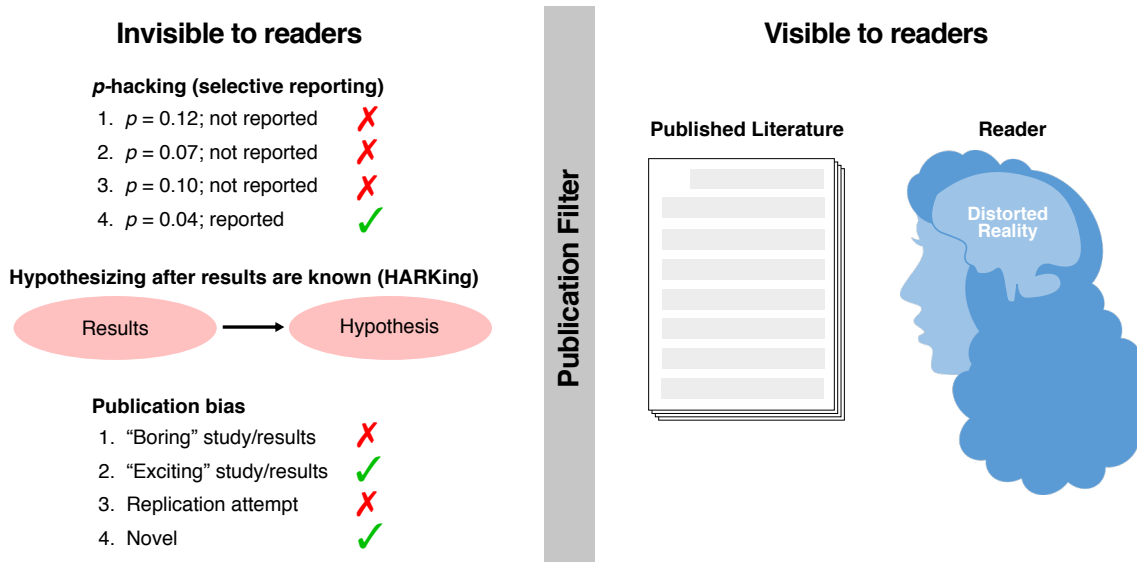 Invisible to readers
p-hacking (selective reporting)
1. p = 0.12; not reported
2. p = 0.07; not reported
3. p = 0.10; not reported
4. p = 0.04; reported
Hypothesizing after results are known (HARKing)
Results
Hypothesis
Publication bias
1. “Boring” study/results
2. “Exciting” study/results
3. Replication attempt
4. Novel
Publication Filter
Visible to readers
Published Literature
Reader
Distorted
Reality